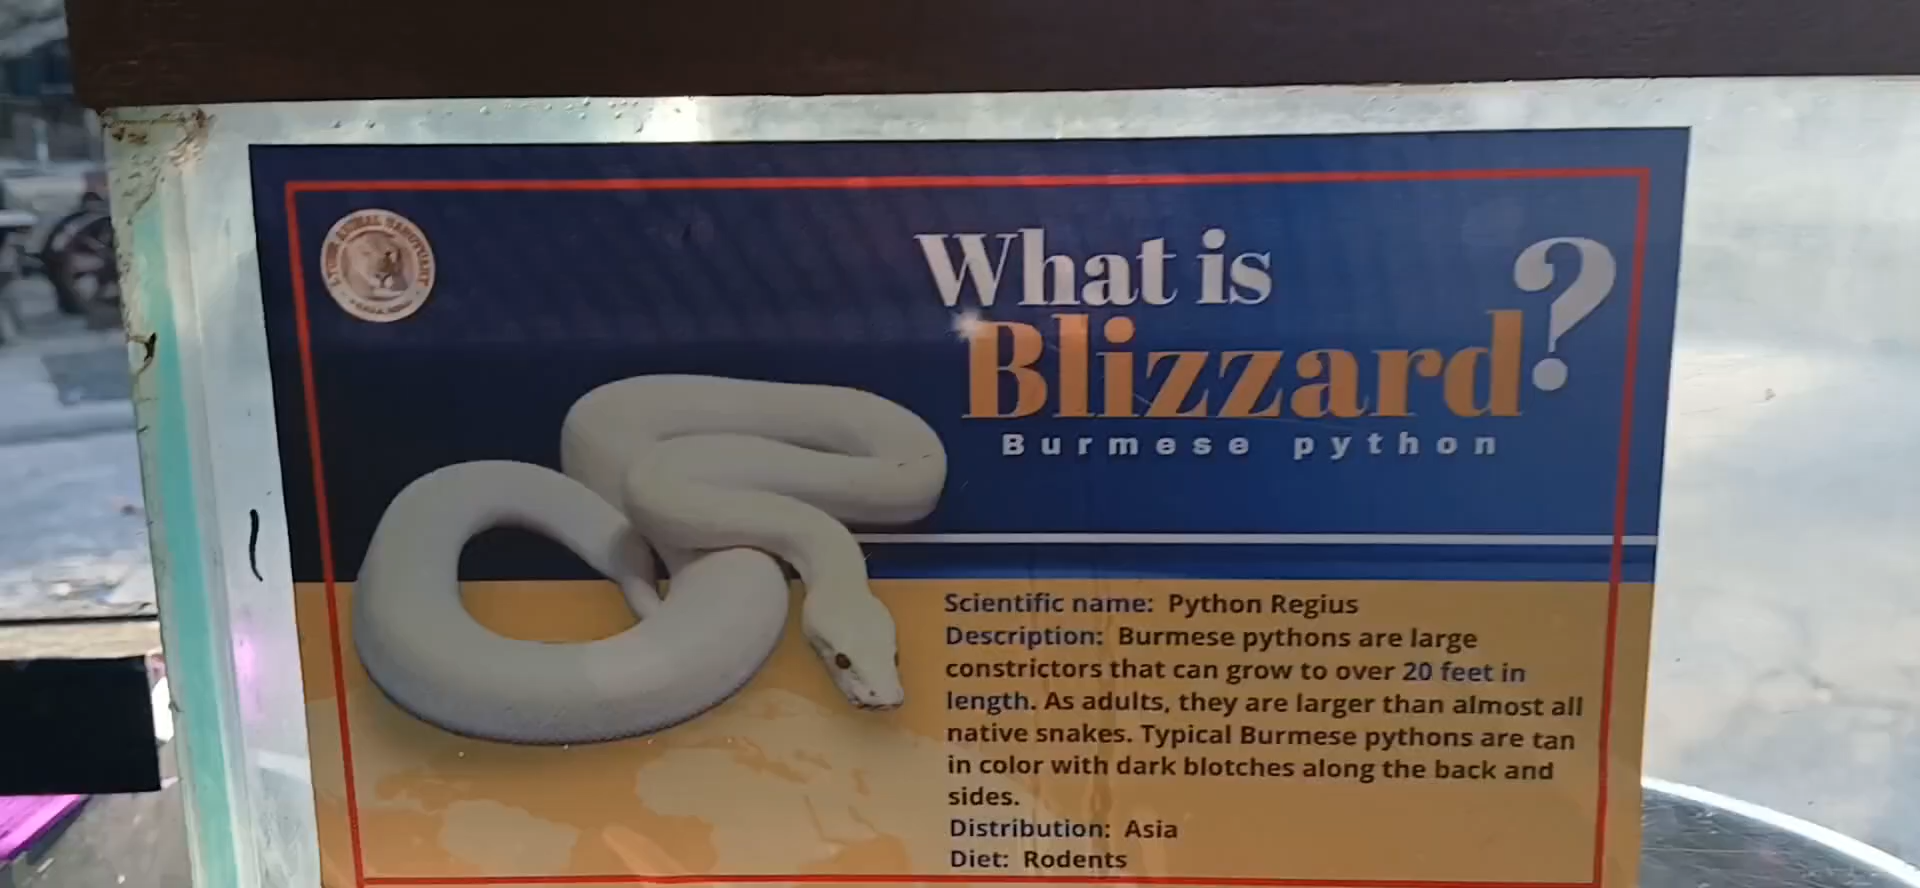 What is
Blizzard?
Burmese python
Scientific name: Python Regius
Description: Burmese pythons are large
constrictors that can grow to over 20 feet in
length. As adults, they are larger than almost all
native snakes. Typical Burmese pythons are tan
in color with dark blotches along the back and
sides.
Distribution: Asia
Diet: Rodents